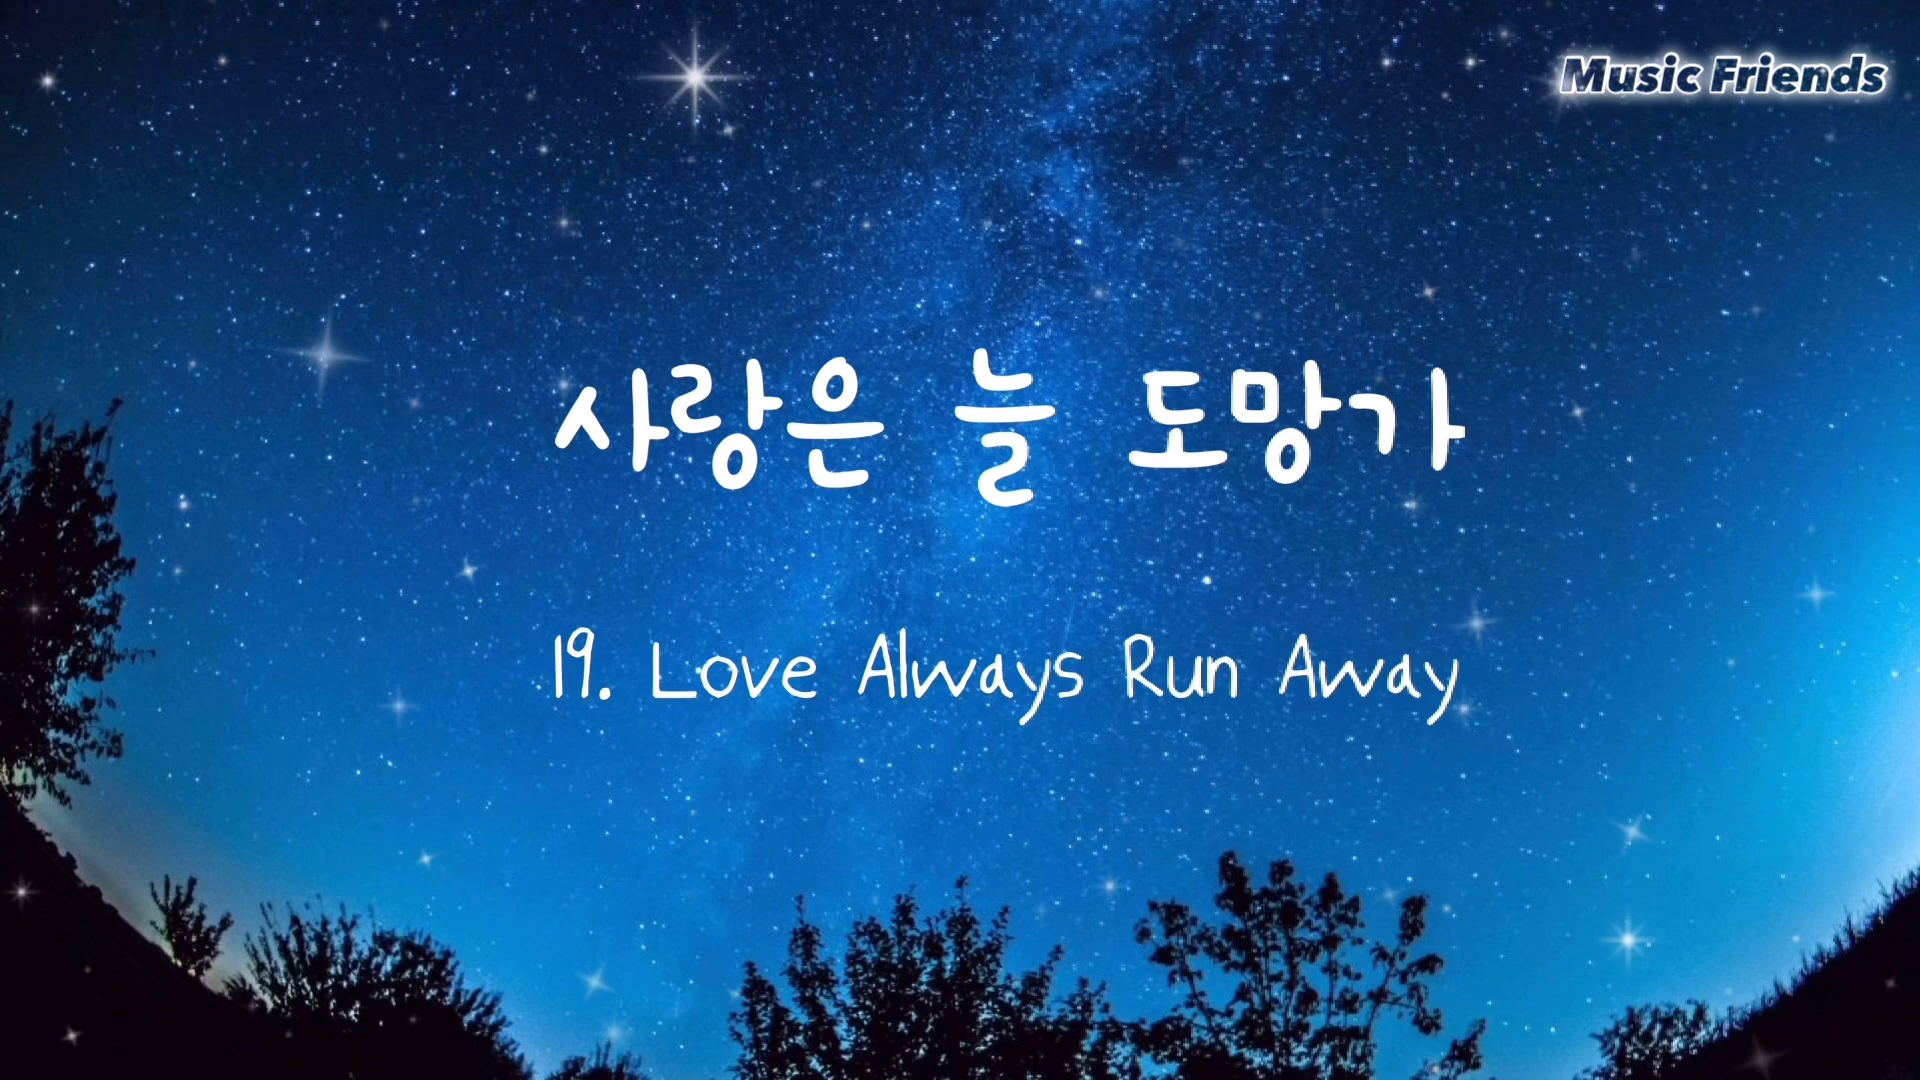 Music Friends
사랑은 늘 도망가
19. Love Always Run Away